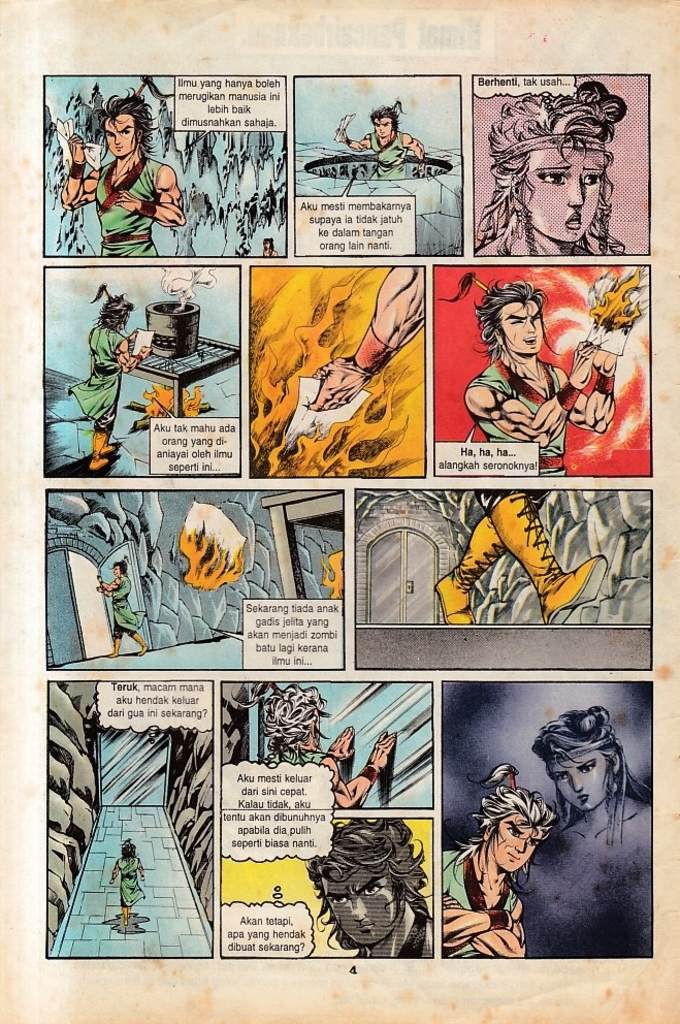 Ilmu yang hanya boleh
merugikan manusia ini
lebih baik
dimusnahkan sahaja.
Aku mesti membakarnya
supaya ia tidak jatuh
ke dalam tangan
orang lain nanti.
Berhenti, tak usah...
Aku tak mahu ada
orang yang di-
aniayai oleh ilmu
seperti ini...
Ha, ha, ha...
alangkah seronoknya!
Sekarang tiada anak
gadis jelita yang
akan menjadi zombi
batu lagi kerana
ilmu ini...
Teruk, macam mana
aku hendak keluar
dari gua ini sekarang?
Aku mesti keluar
dari sini cepat.
Kalau tidak, aku
tentu akan dibunuhnya
apabila dia pulih
seperti biasa nanti.
Akan tetapi,
apa yang hendak
dibuat sekarang?
4